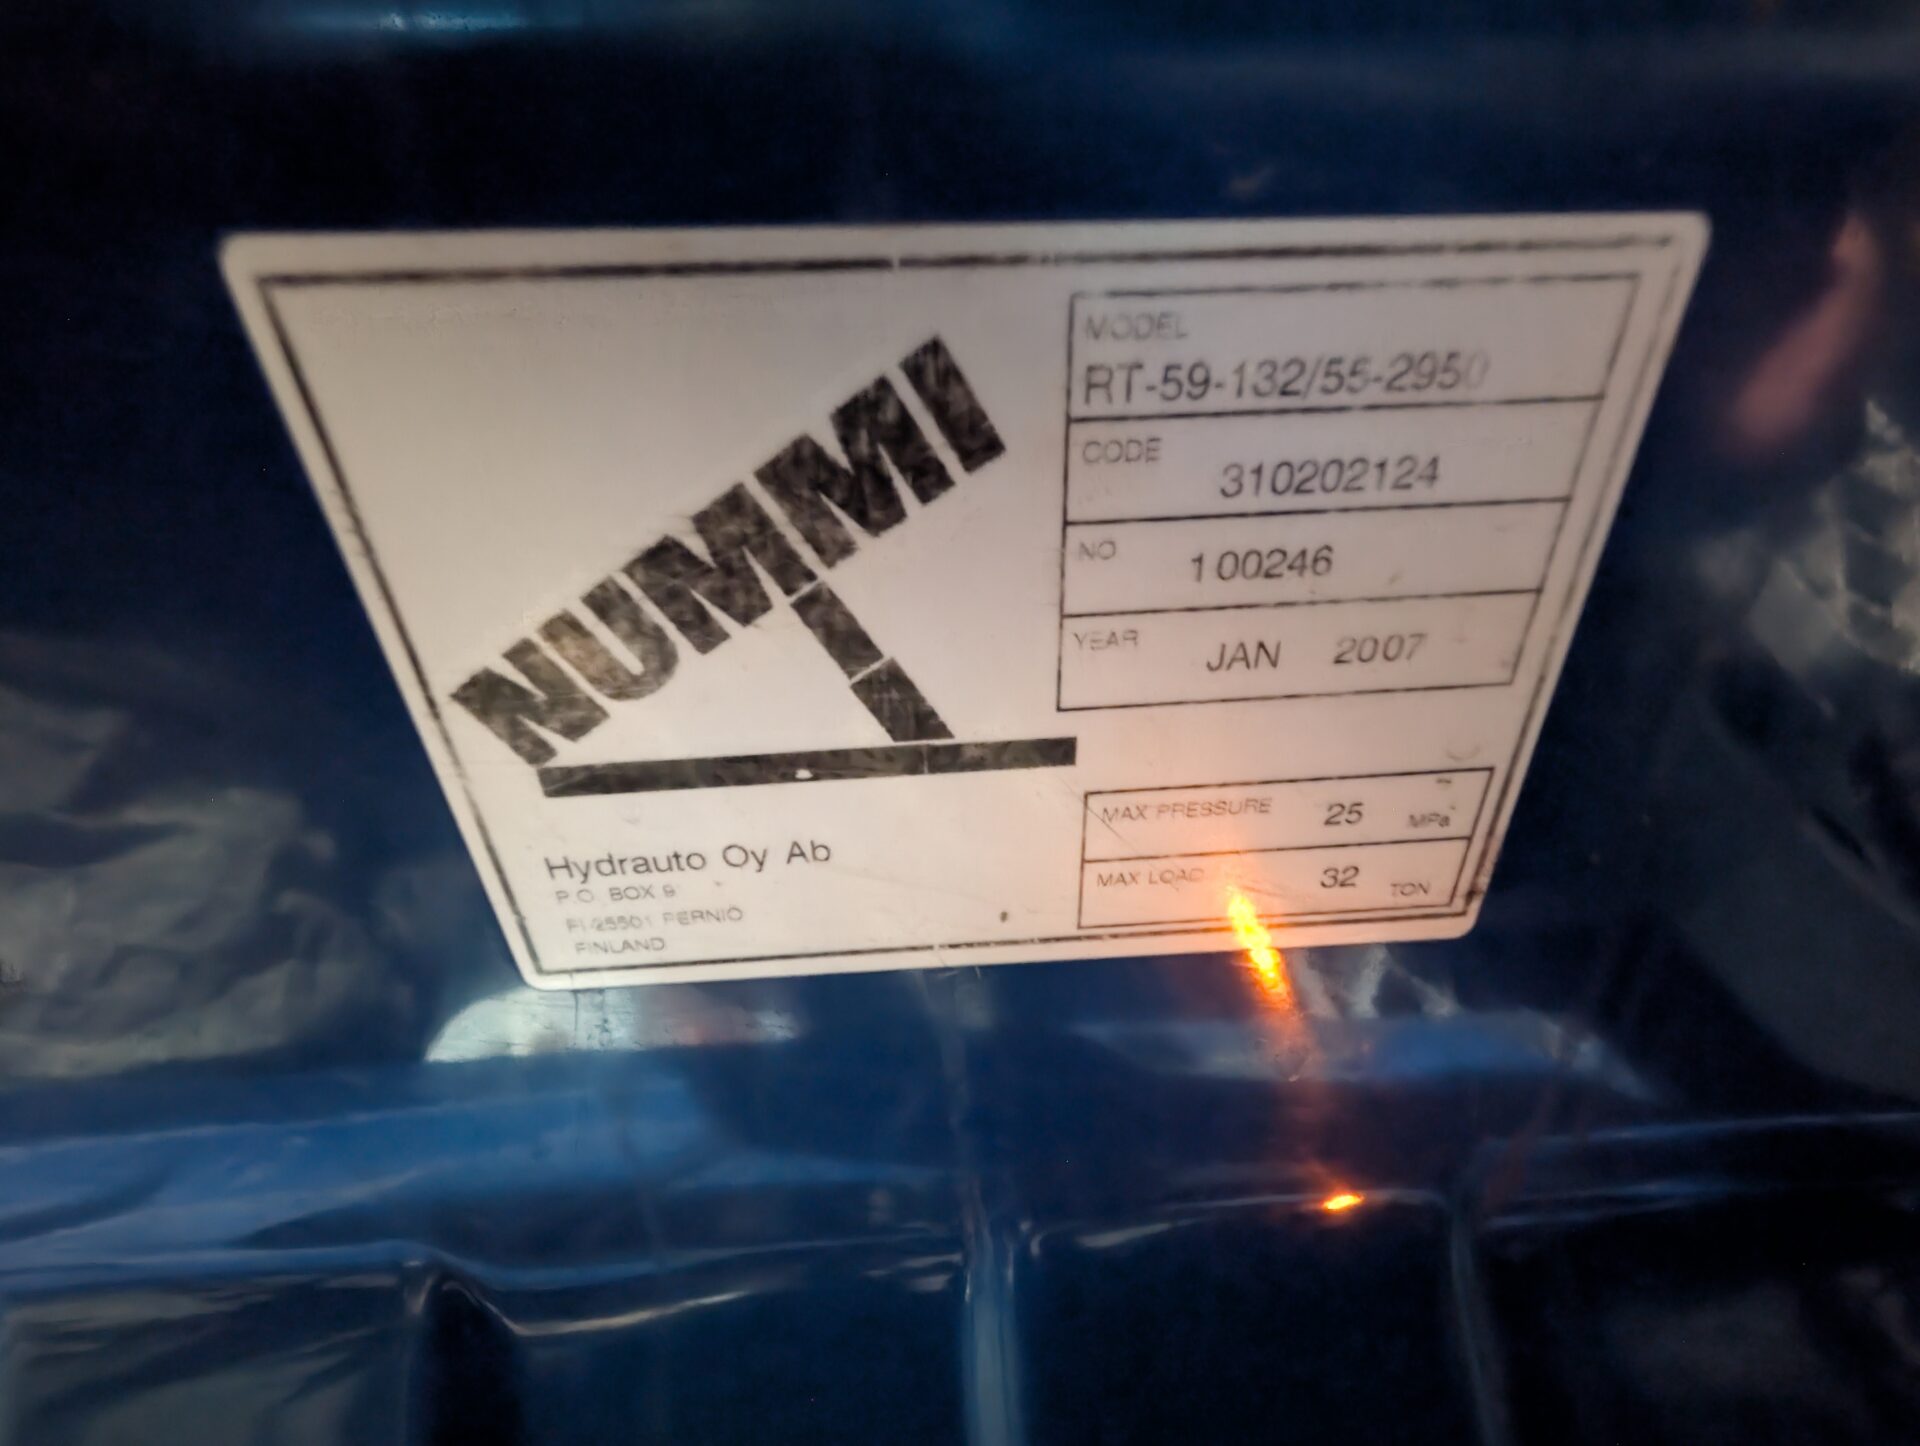 NUMMI
MODEL
RT-59-132/55-2950
CODE 310202124
NO 100246
YEAR JAN 2007
MAX PRESSURE 25 MPa
MAX LOAD 32 TON
Hydrauto Oy Ab
P.O. BOX 9
FI-25501 PERNIÖ
FINLAND